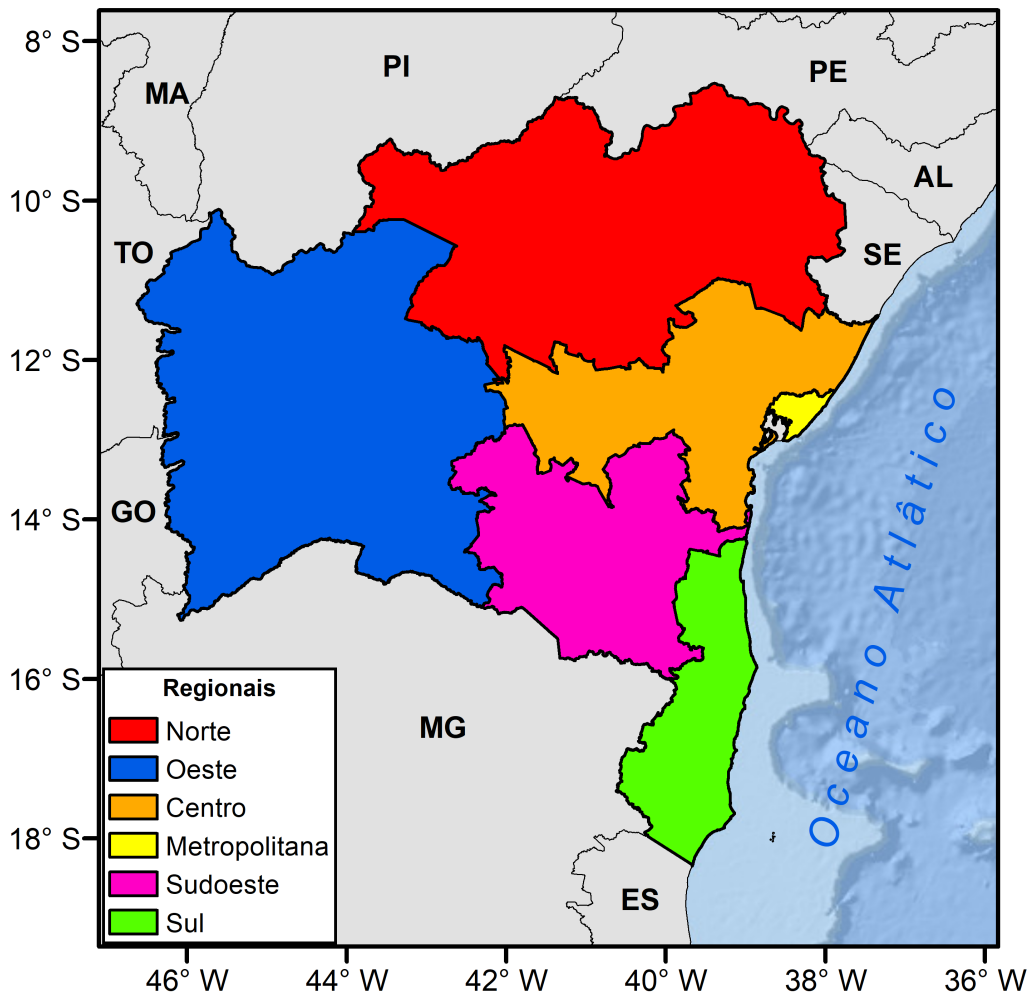 8° S
10° S
12° S
14° S
16° S
18° S
MA
PI
PE
AL
SE
TO
GO
MG
ES
Oceano Atlâtico
Regionais
Norte
Oeste
Centro
Metropolitana
Sudoeste
Sul
46° W
44° W
42° W
40° W
38° W
36° W